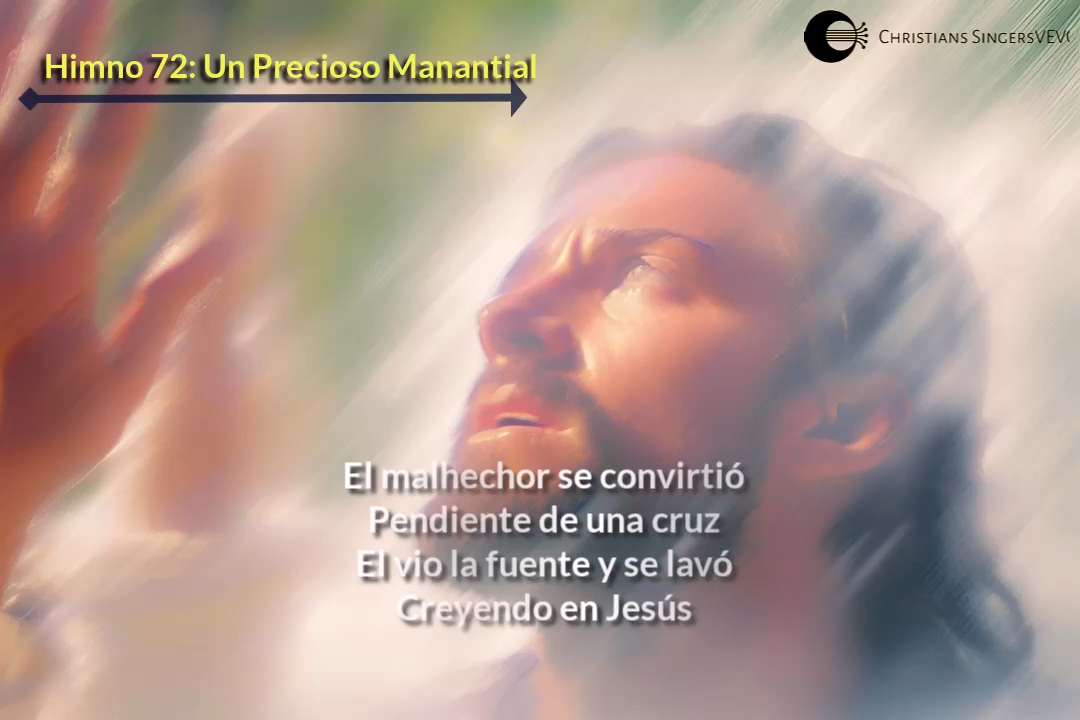 Himno 72: Un Precioso Manantial
CHRISTIANS SINGERSVEV
El malhechor se convirtió
Pendiente de una cruz
El vio la fuente y se lavó
Creyendo en Jesús